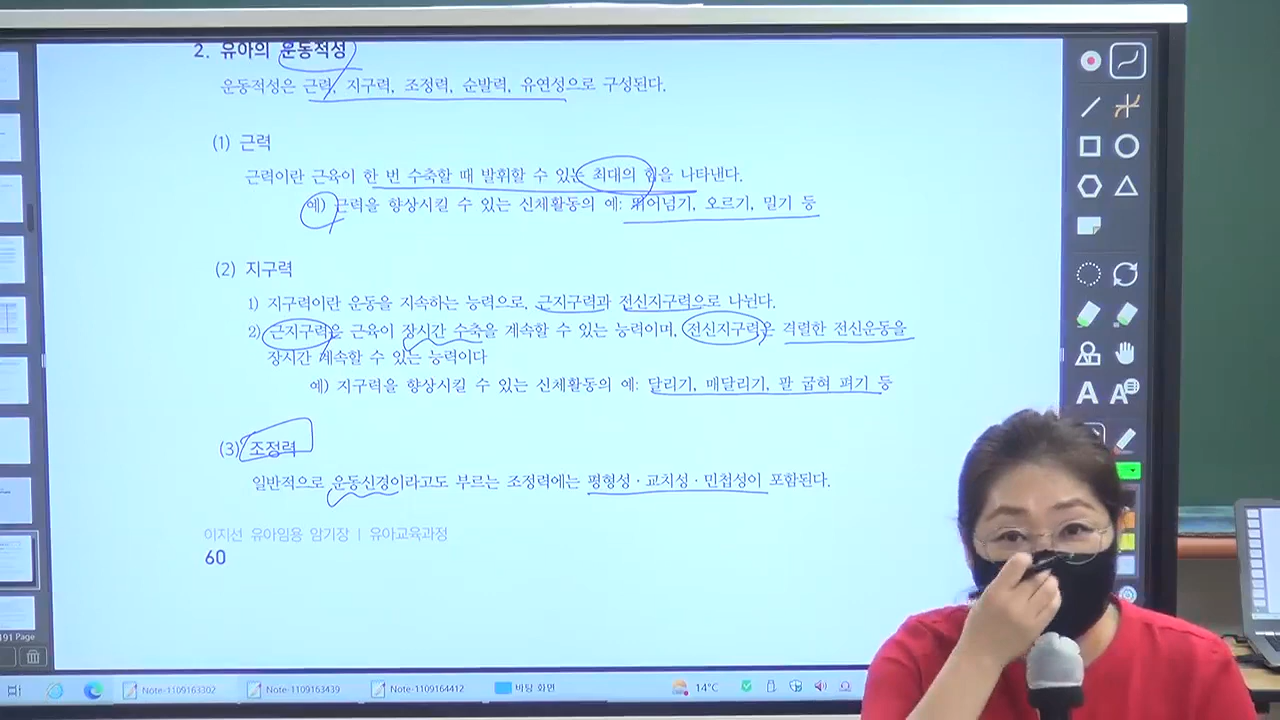 2. 유아의 운동적성
운동적성은 근력, 지구력, 조정력, 순발력, 유연성으로 구성된다.
(1) 근력
근력이란 근육이 한 번 수축할 때 발휘할 수 있는 최대의 힘을 나타낸다.
예) 근력을 향상시킬 수 있는 신체활동의 예: 뛰어넘기, 오르기, 밀기 등
(2) 지구력
1) 지구력이란 운동을 지속하는 능력으로, 근지구력과 전신지구력으로 나뉜다.
2) 근지구력은 근육이 장시간 수축을 계속할 수 있는 능력이며, 전신지구력은 격렬한 전신운동을
장시간 계속할 수 있는 능력이다
예) 지구력을 향상시킬 수 있는 신체활동의 예: 달리기, 매달리기, 팔 굽혀 펴기 등
(3) 조정력
일반적으로 운동신경이라고도 부르는 조정력에는 평형성·교치성·민첩성이 포함된다.
이지선 유아임용 암기장 | 유아교육과정
60
191 Page
Note-1109163302
Note-1109163439
Note-1109164412
바탕 화면
14°C